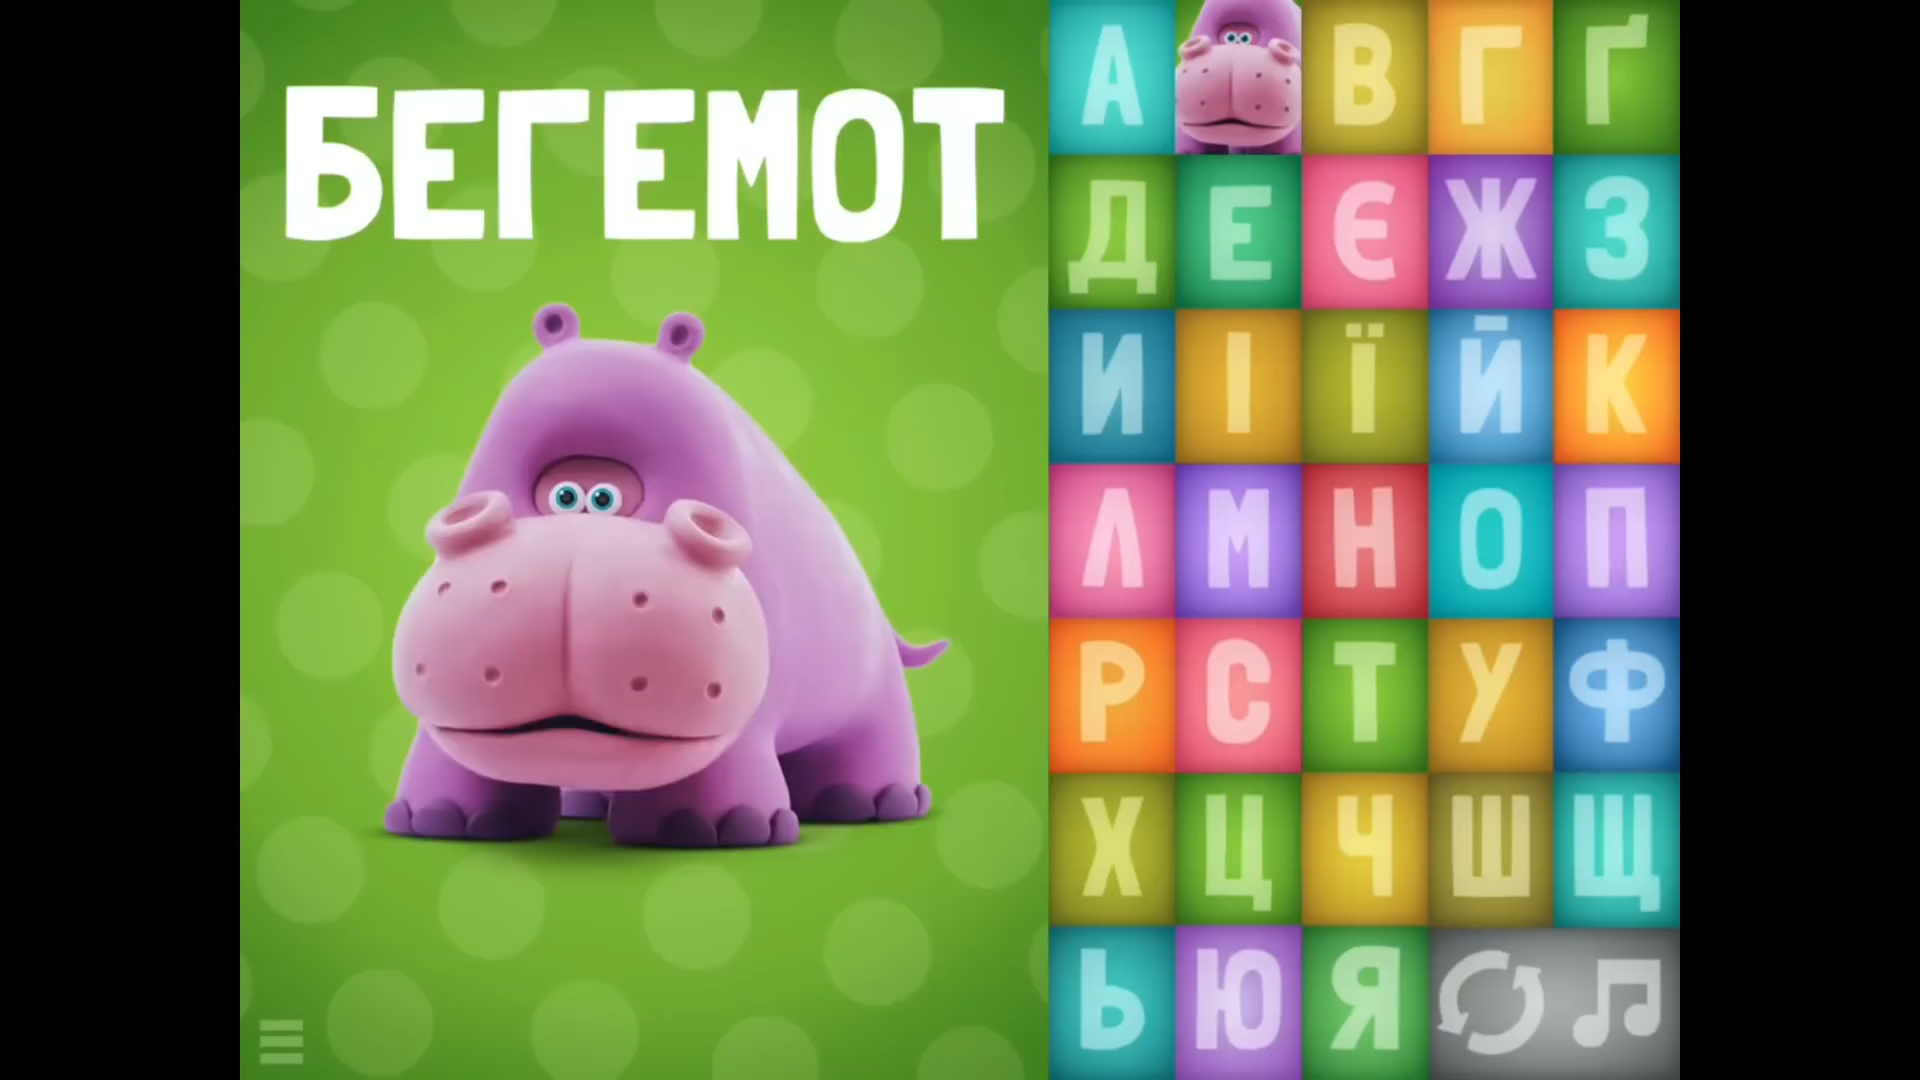 БЕГЕМОТ
А В Г Ґ
Д Е Є Ж З
И І Ї Й К
Л М Н О П
Р С Т У Ф
Х Ц Ч Ш Щ
Ь Ю Я